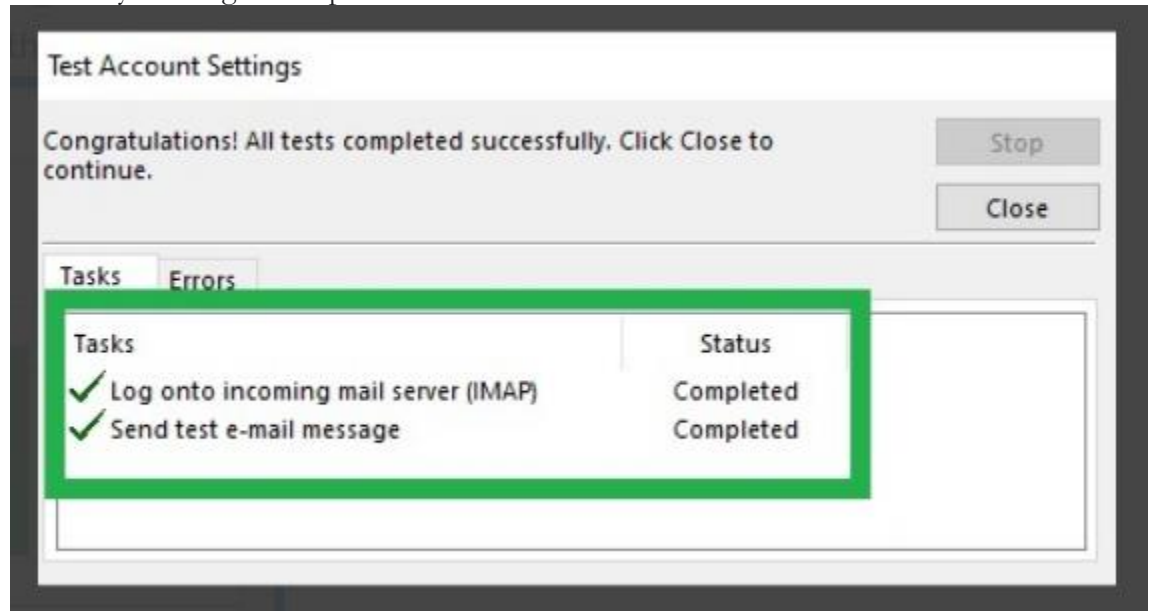 Test Account Settings
Congratulations! All tests completed successfully. Click Close to
continue.
Stop
Close
Tasks
Errors
Tasks Status
Log onto incoming mail server (IMAP) Completed
Send test e-mail message Completed